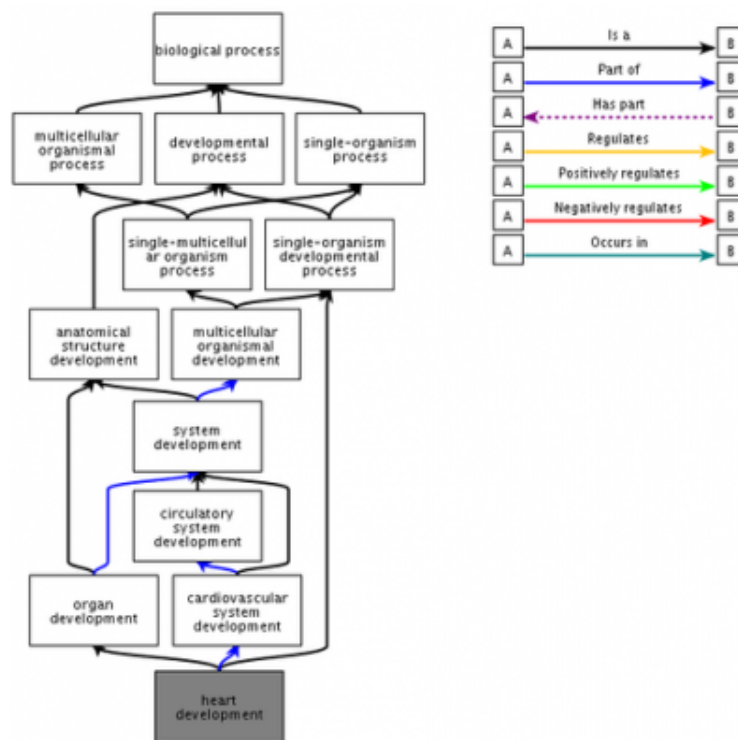 biological process
multicellular
organismal
process
developmental
process
single-organism
process
single-multicellul
ar organism
process
single-organism
developmental
process
anatomical
structure
development
multicellular
organismal
development
system
development
circulatory
system
development
organ
development
cardiovascular
system
development
heart
development
A Is a B
A Part of B
A Has part B
A Regulates B
A Positively regulates B
A Negatively regulates B
A Occurs in B